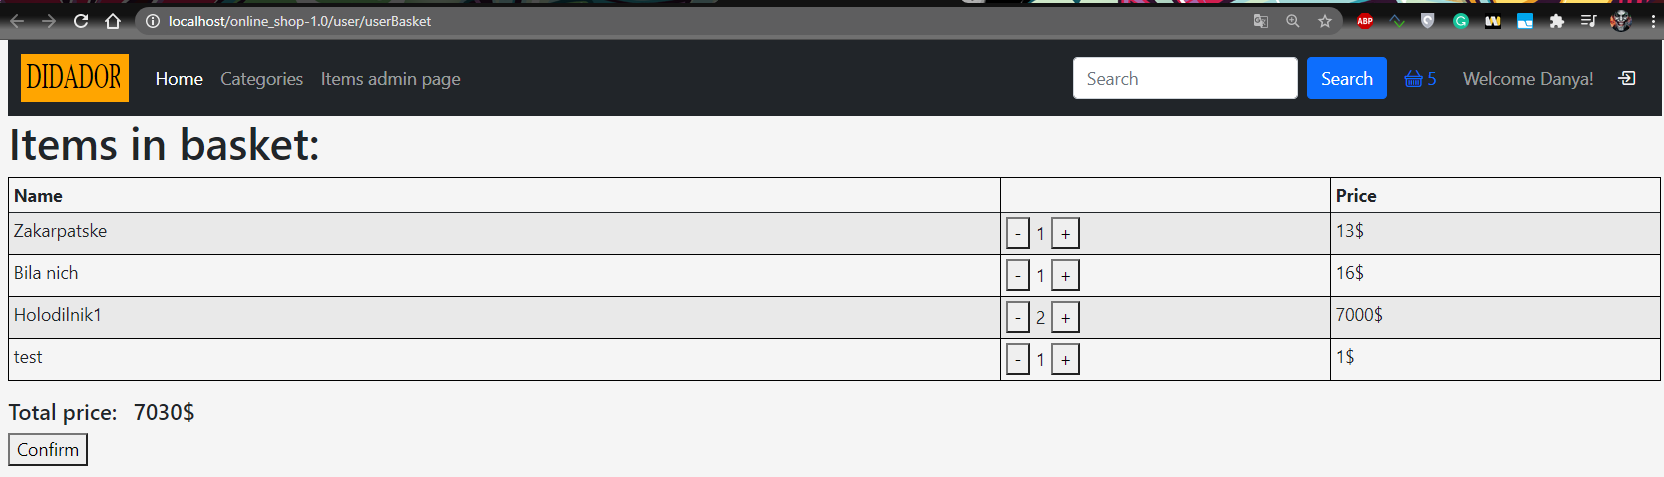 localhost/online_shop-1.0/user/userBasket
ABP
DIDADOR Home Categories Items admin page Search Search 5 Welcome Danya!
Items in basket:
Name Price
Zakarpatske - 1 + 13$
Bila nich - 1 + 16$
Holodilnik1 - 2 + 7000$
test - 1 + 1$
Total price: 7030$
Confirm